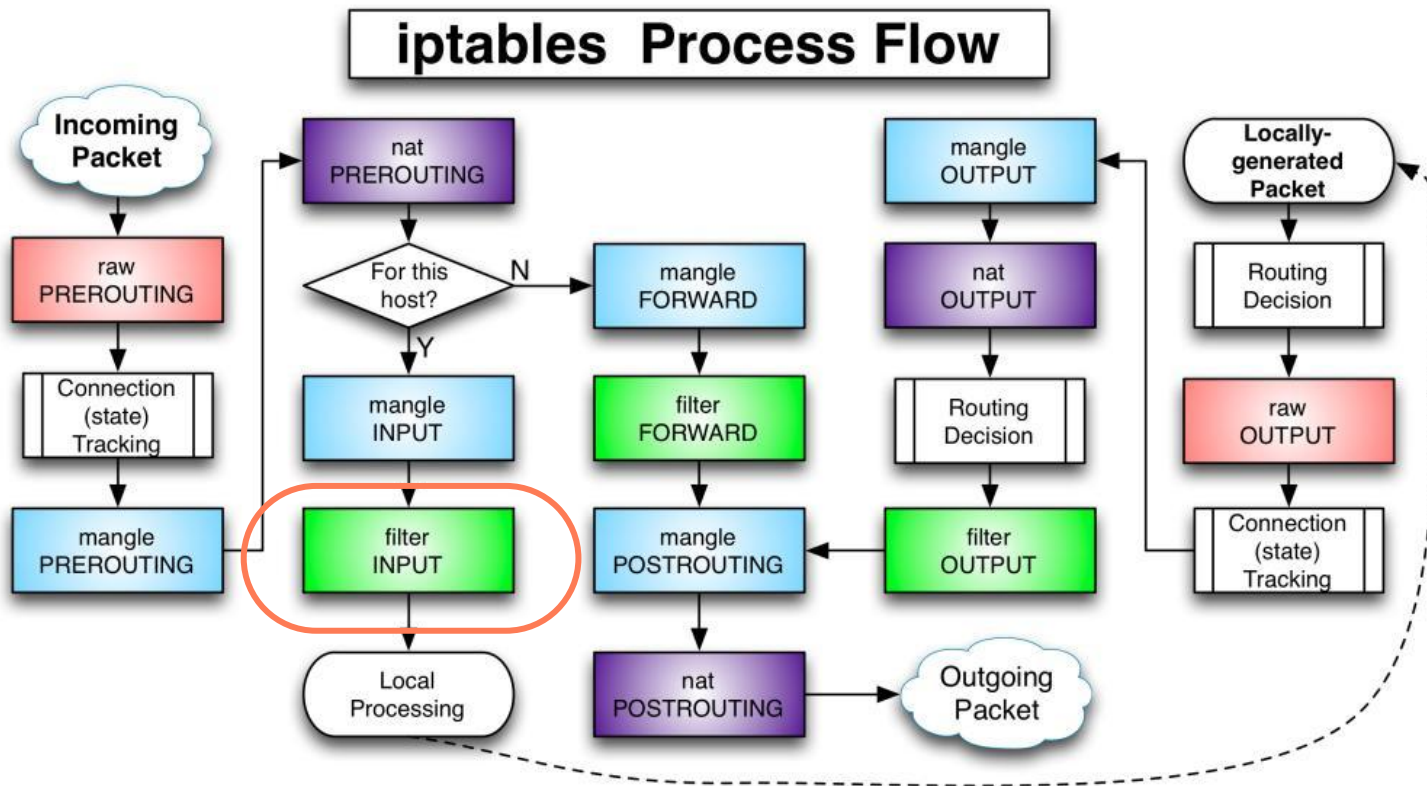 iptables Process Flow
Incoming
Packet
raw
PREROUTING
Connection
(state)
Tracking
mangle
PREROUTING
nat
PREROUTING
For this
host?
N
Y
mangle
INPUT
filter
INPUT
Local
Processing
mangle
FORWARD
filter
FORWARD
mangle
POSTROUTING
nat
POSTROUTING
mangle
OUTPUT
nat
OUTPUT
Routing
Decision
filter
OUTPUT
Outgoing
Packet
Locally-
generated
Packet
Routing
Decision
raw
OUTPUT
Connection
(state)
Tracking